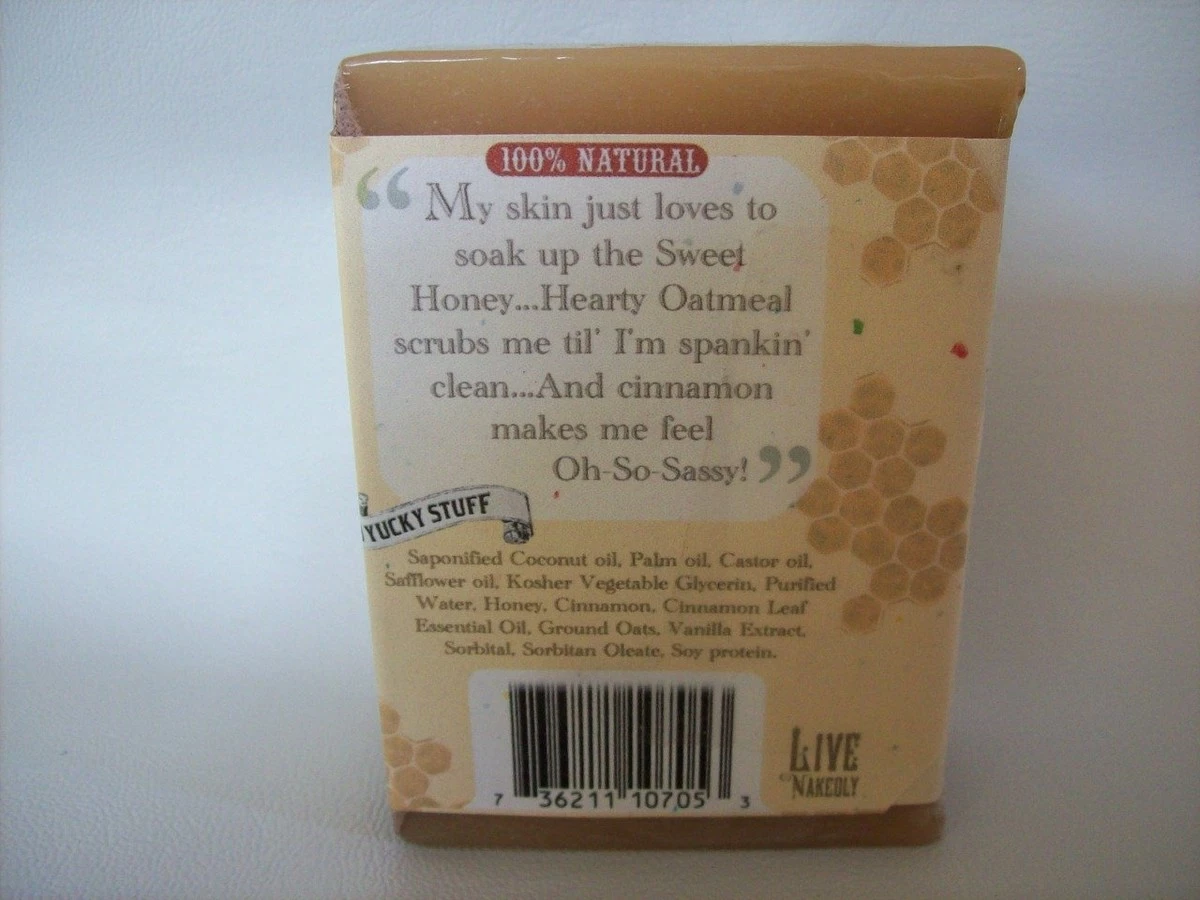 100% NATURAL
“My skin just loves to
soak up the Sweet
Honey...Hearty Oatmeal
scrubs me til' I'm spankin'
clean...And cinnamon
makes me feel
Oh-So-Sassy!”
YUCKY STUFF
Saponified Coconut oil, Palm oil, Castor oil,
Safflower oil, Kosher Vegetable Glycerin, Purified
Water, Honey, Cinnamon, Cinnamon Leaf
Essential Oil, Ground Oats, Vanilla Extract,
Sorbital, Sorbitan Oleate, Soy protein.
LIVE
NAKEDLY
7 36211 10705 3